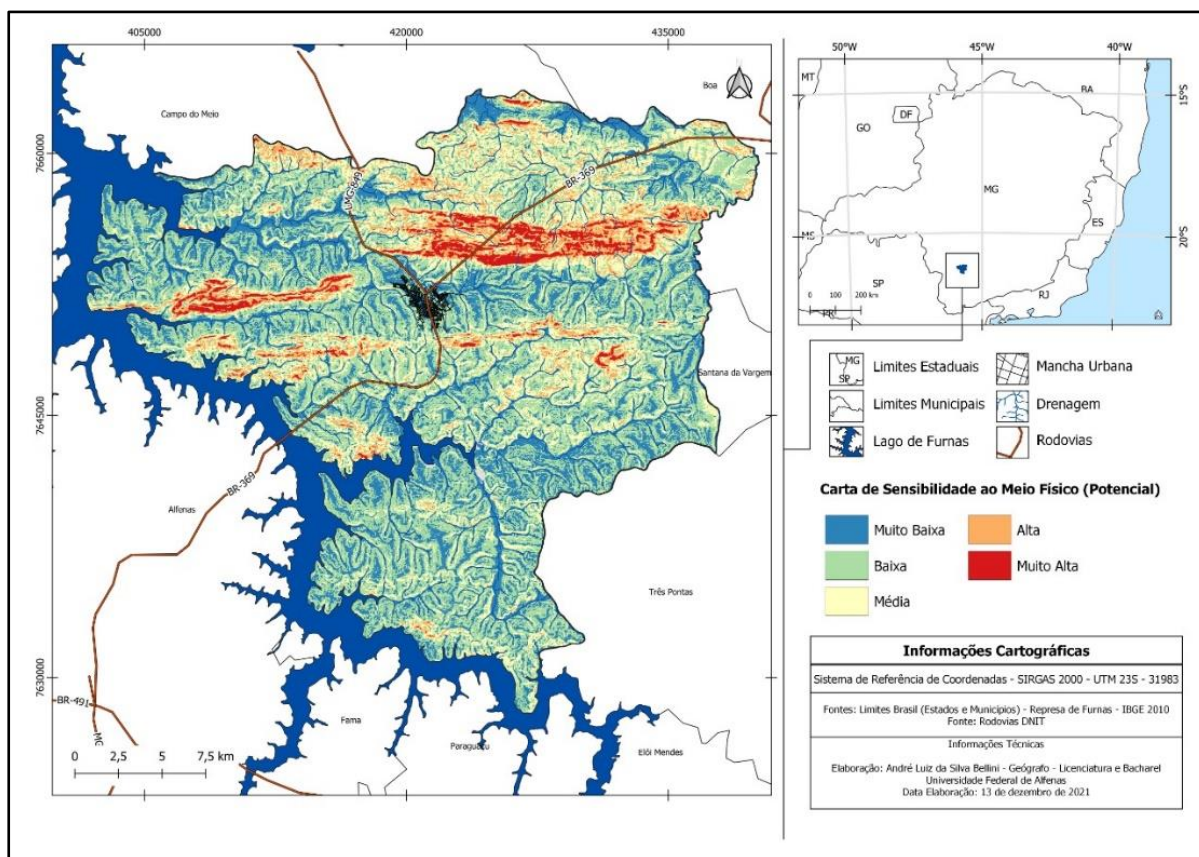 405000
420000
435000
Campo do Meio
Boa
7660000
LMG-849
BR-369
Santana da Vargem
7645000
BR-369
Alfenas
Três Pontas
7630000
BR-491
MG
Fama
Paraguaçu
Elói Mendes
0 2,5 5 7,5 km
50°W
45°W
40°W
MT
BA
15°S
DF
GO
MG
ES
MS
20°S
SP
RJ
PR
0 100 200 km
MG
SP
Limites Estaduais
Mancha Urbana
Limites Municipais
Drenagem
Lago de Furnas
Rodovias
Carta de Sensibilidade ao Meio Físico (Potencial)
Muito Baixa
Alta
Baixa
Muito Alta
Média
Informações Cartográficas
Sistema de Referência de Coordenadas - SIRGAS 2000 - UTM 23S - 31983
Fontes: Limites Brasil (Estados e Municípios) - Represa de Furnas - IBGE 2010
Fonte: Rodovias DNIT
Informações Técnicas
Elaboração: André Luiz da Silva Bellini - Geógrafo - Licenciatura e Bacharel
Universidade Federal de Alfenas
Data Elaboração: 13 de dezembro de 2021